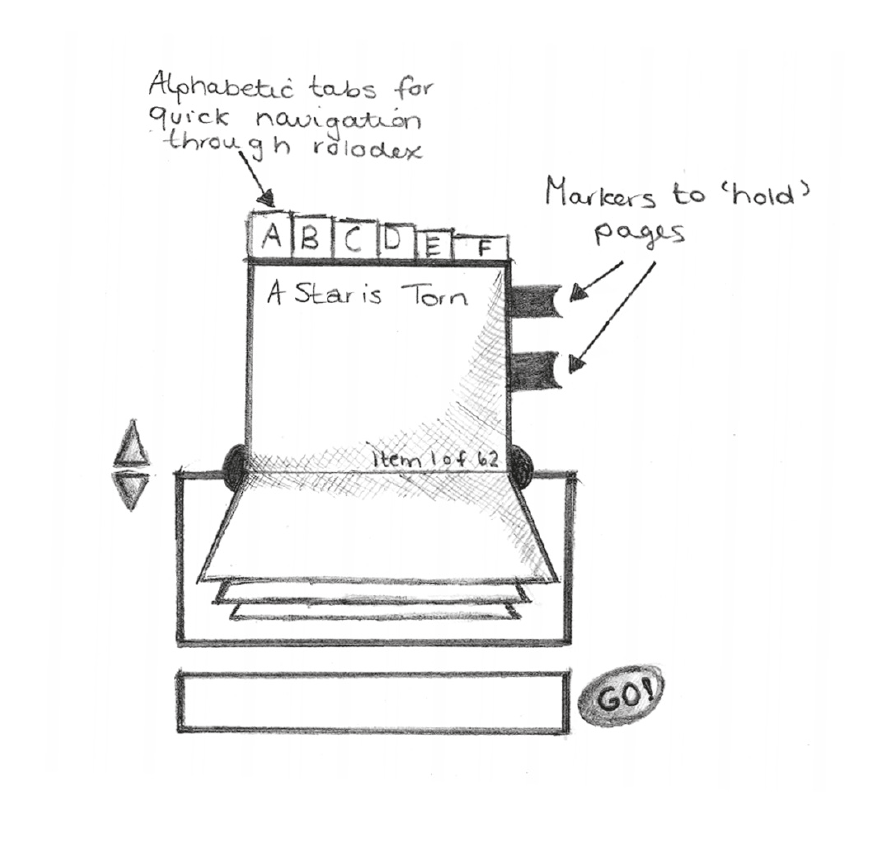 Alphabetic tabs for
quick navigation
through rolodex
Markers to 'hold'
pages
A B C D E F
A Star is Torn
Item 1 of 62
GO!